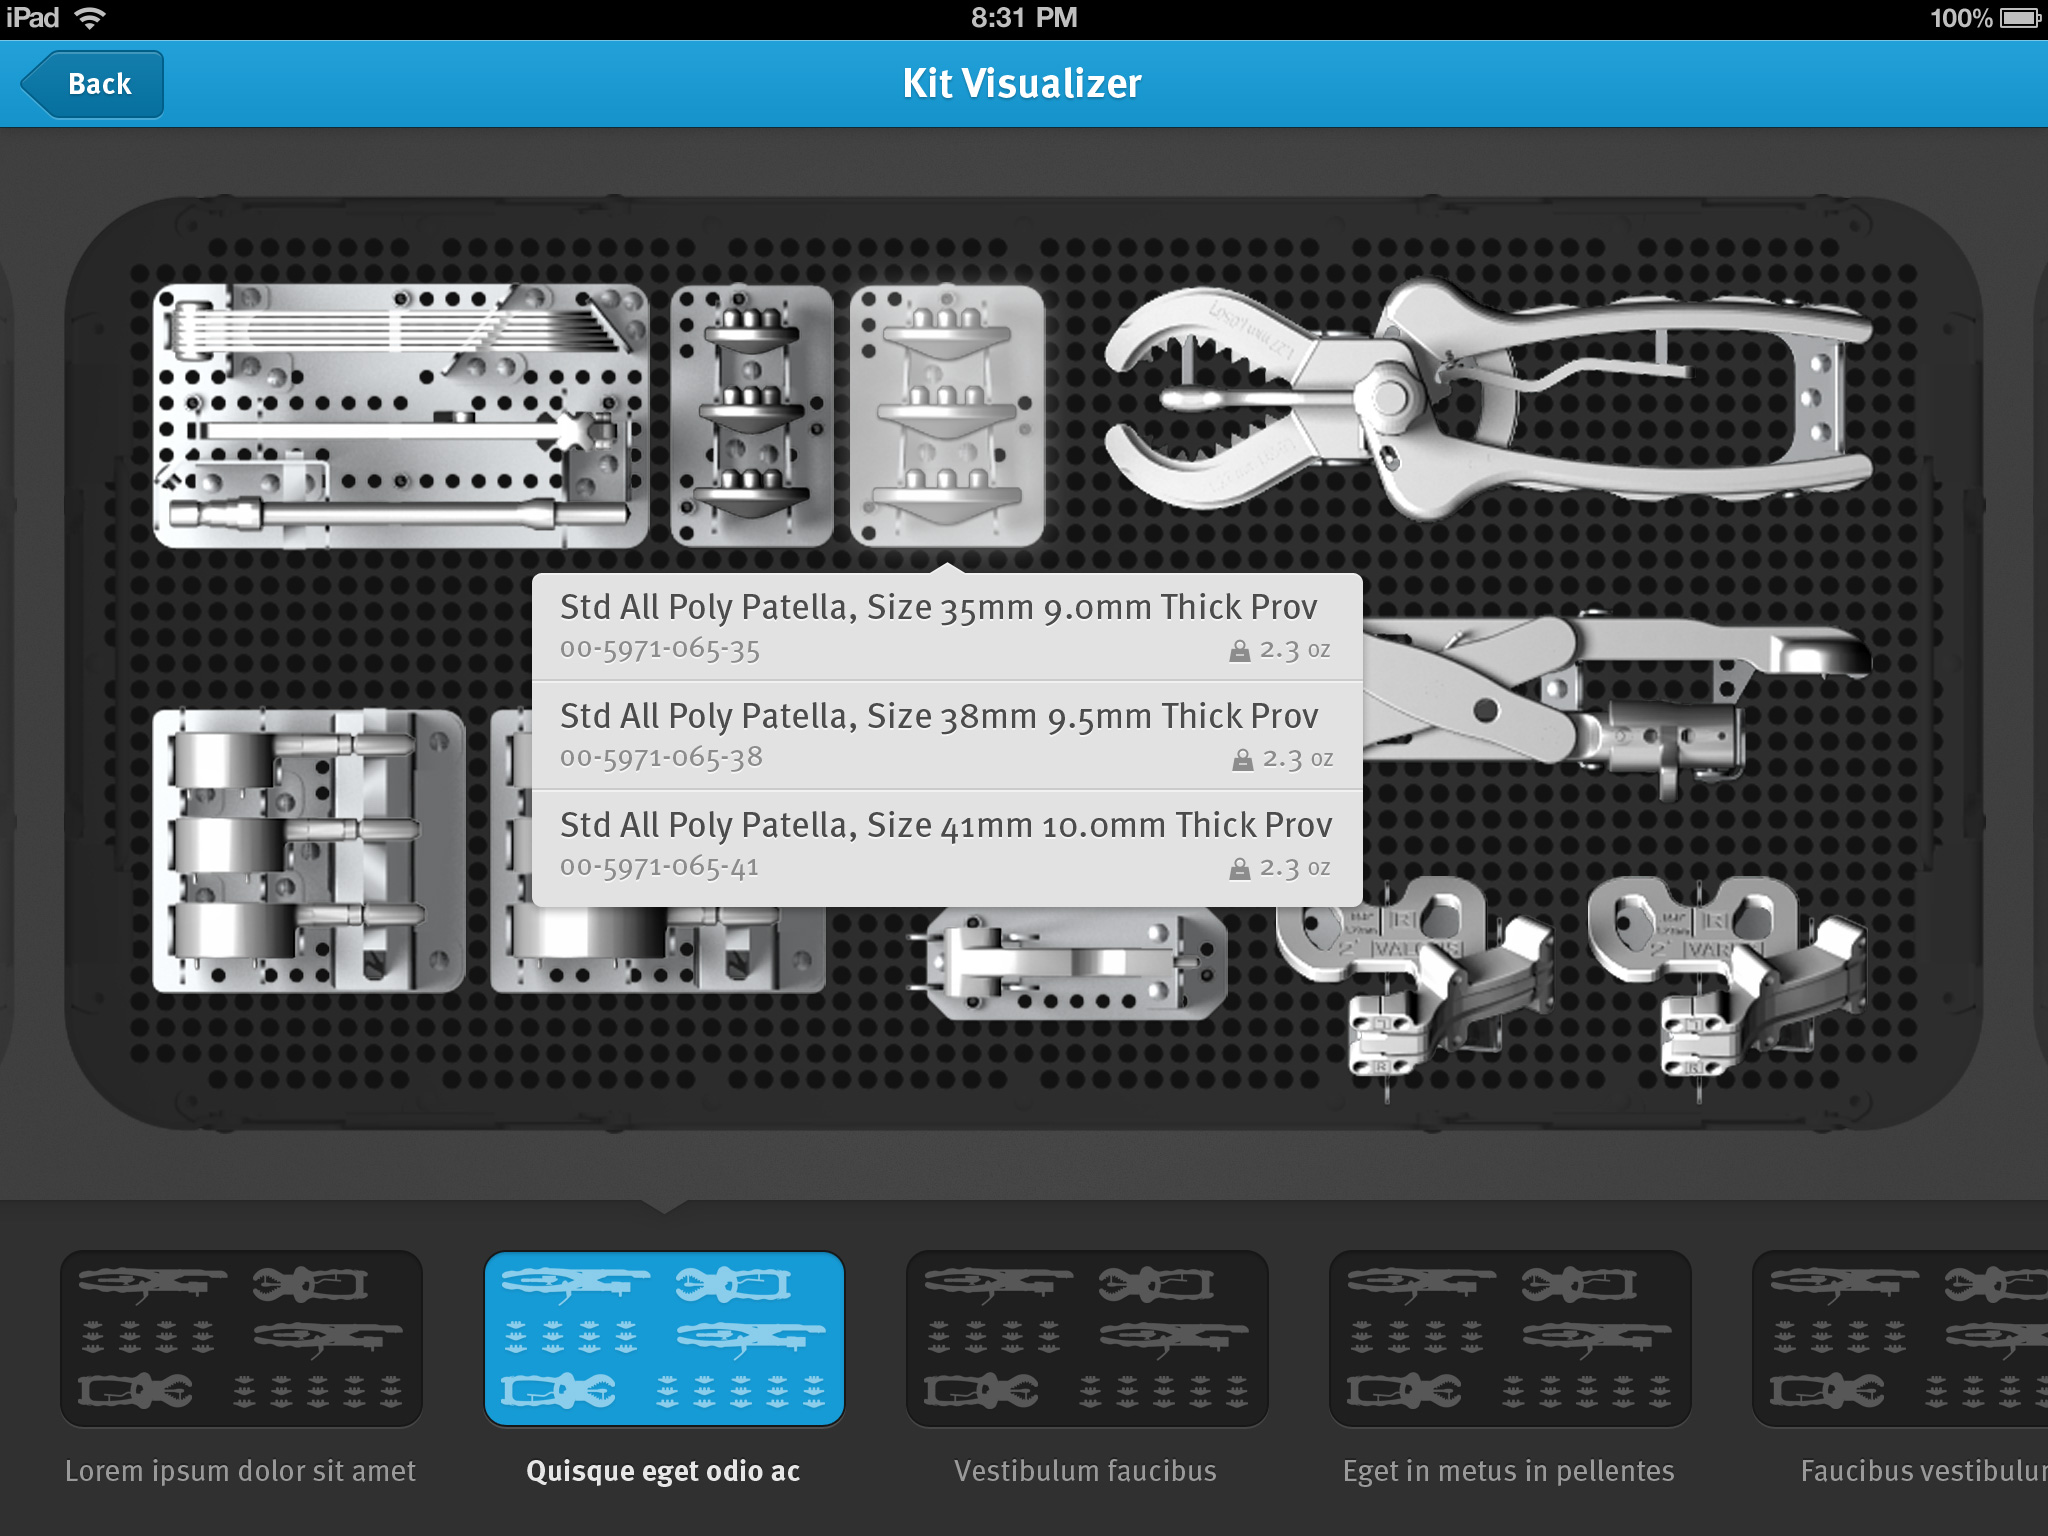 iPad 8:31 PM 100%
Back Kit Visualizer
Std All Poly Patella, Size 35mm 9.0mm Thick Prov
00-5971-065-35 2.3 oz
Std All Poly Patella, Size 38mm 9.5mm Thick Prov
00-5971-065-38 2.3 oz
Std All Poly Patella, Size 41mm 10.0mm Thick Prov
00-5971-065-41 2.3 oz
R R
2° VALGUS 2°
L L
R R
Lorem ipsum dolor sit amet Quisque eget odio ac Vestibulum faucibus Eget in metus in pellentes Faucibus vestibulum